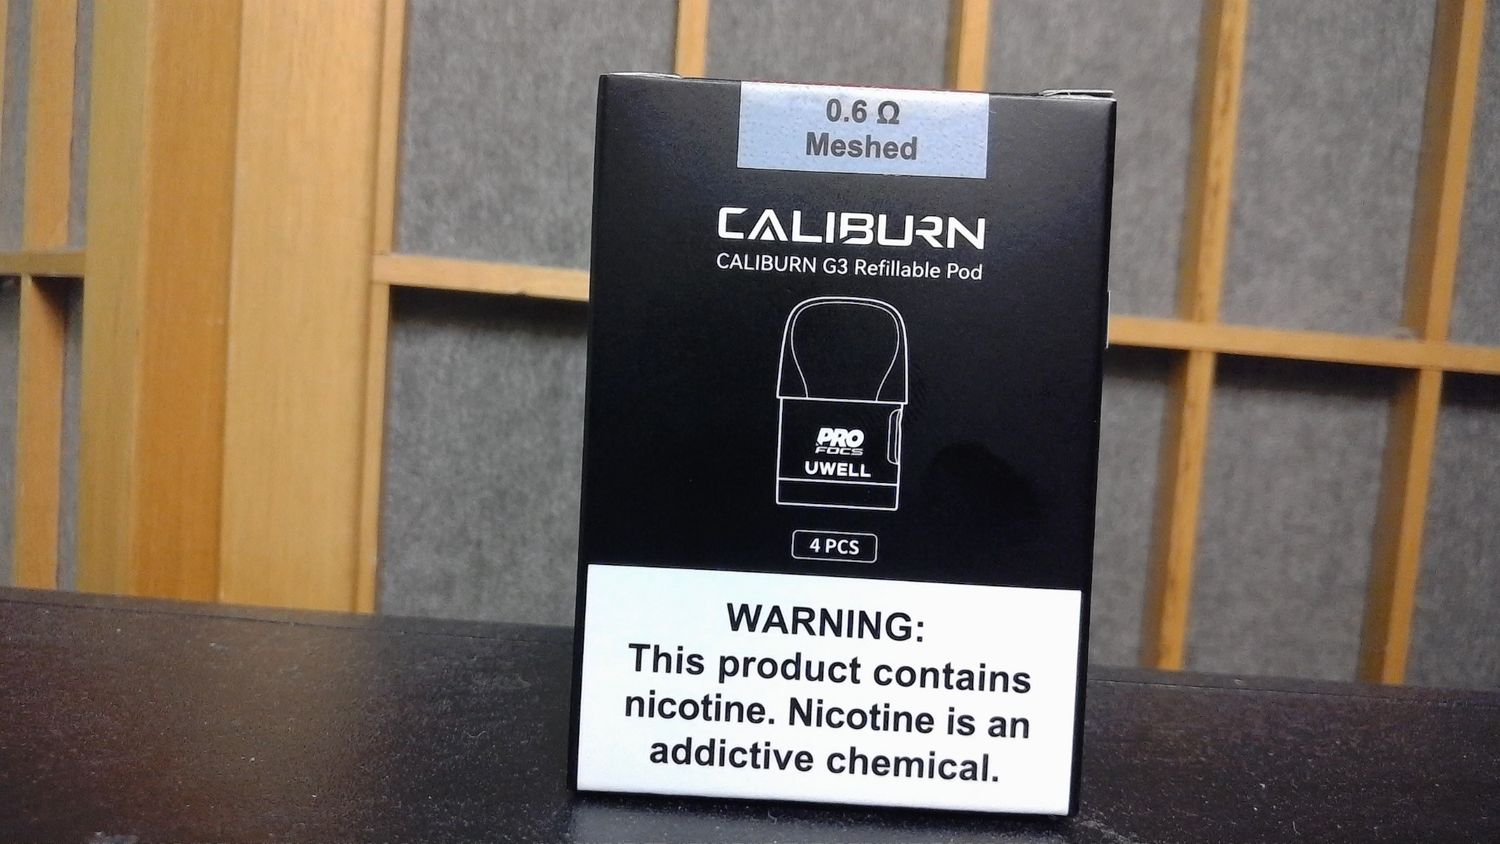 0.6 Ω
Meshed
CALIBURN
CALIBURN G3 Refillable Pod
PRO
FOCS
UWELL
4 PCS
WARNING:
This product contains
nicotine. Nicotine is an
addictive chemical.